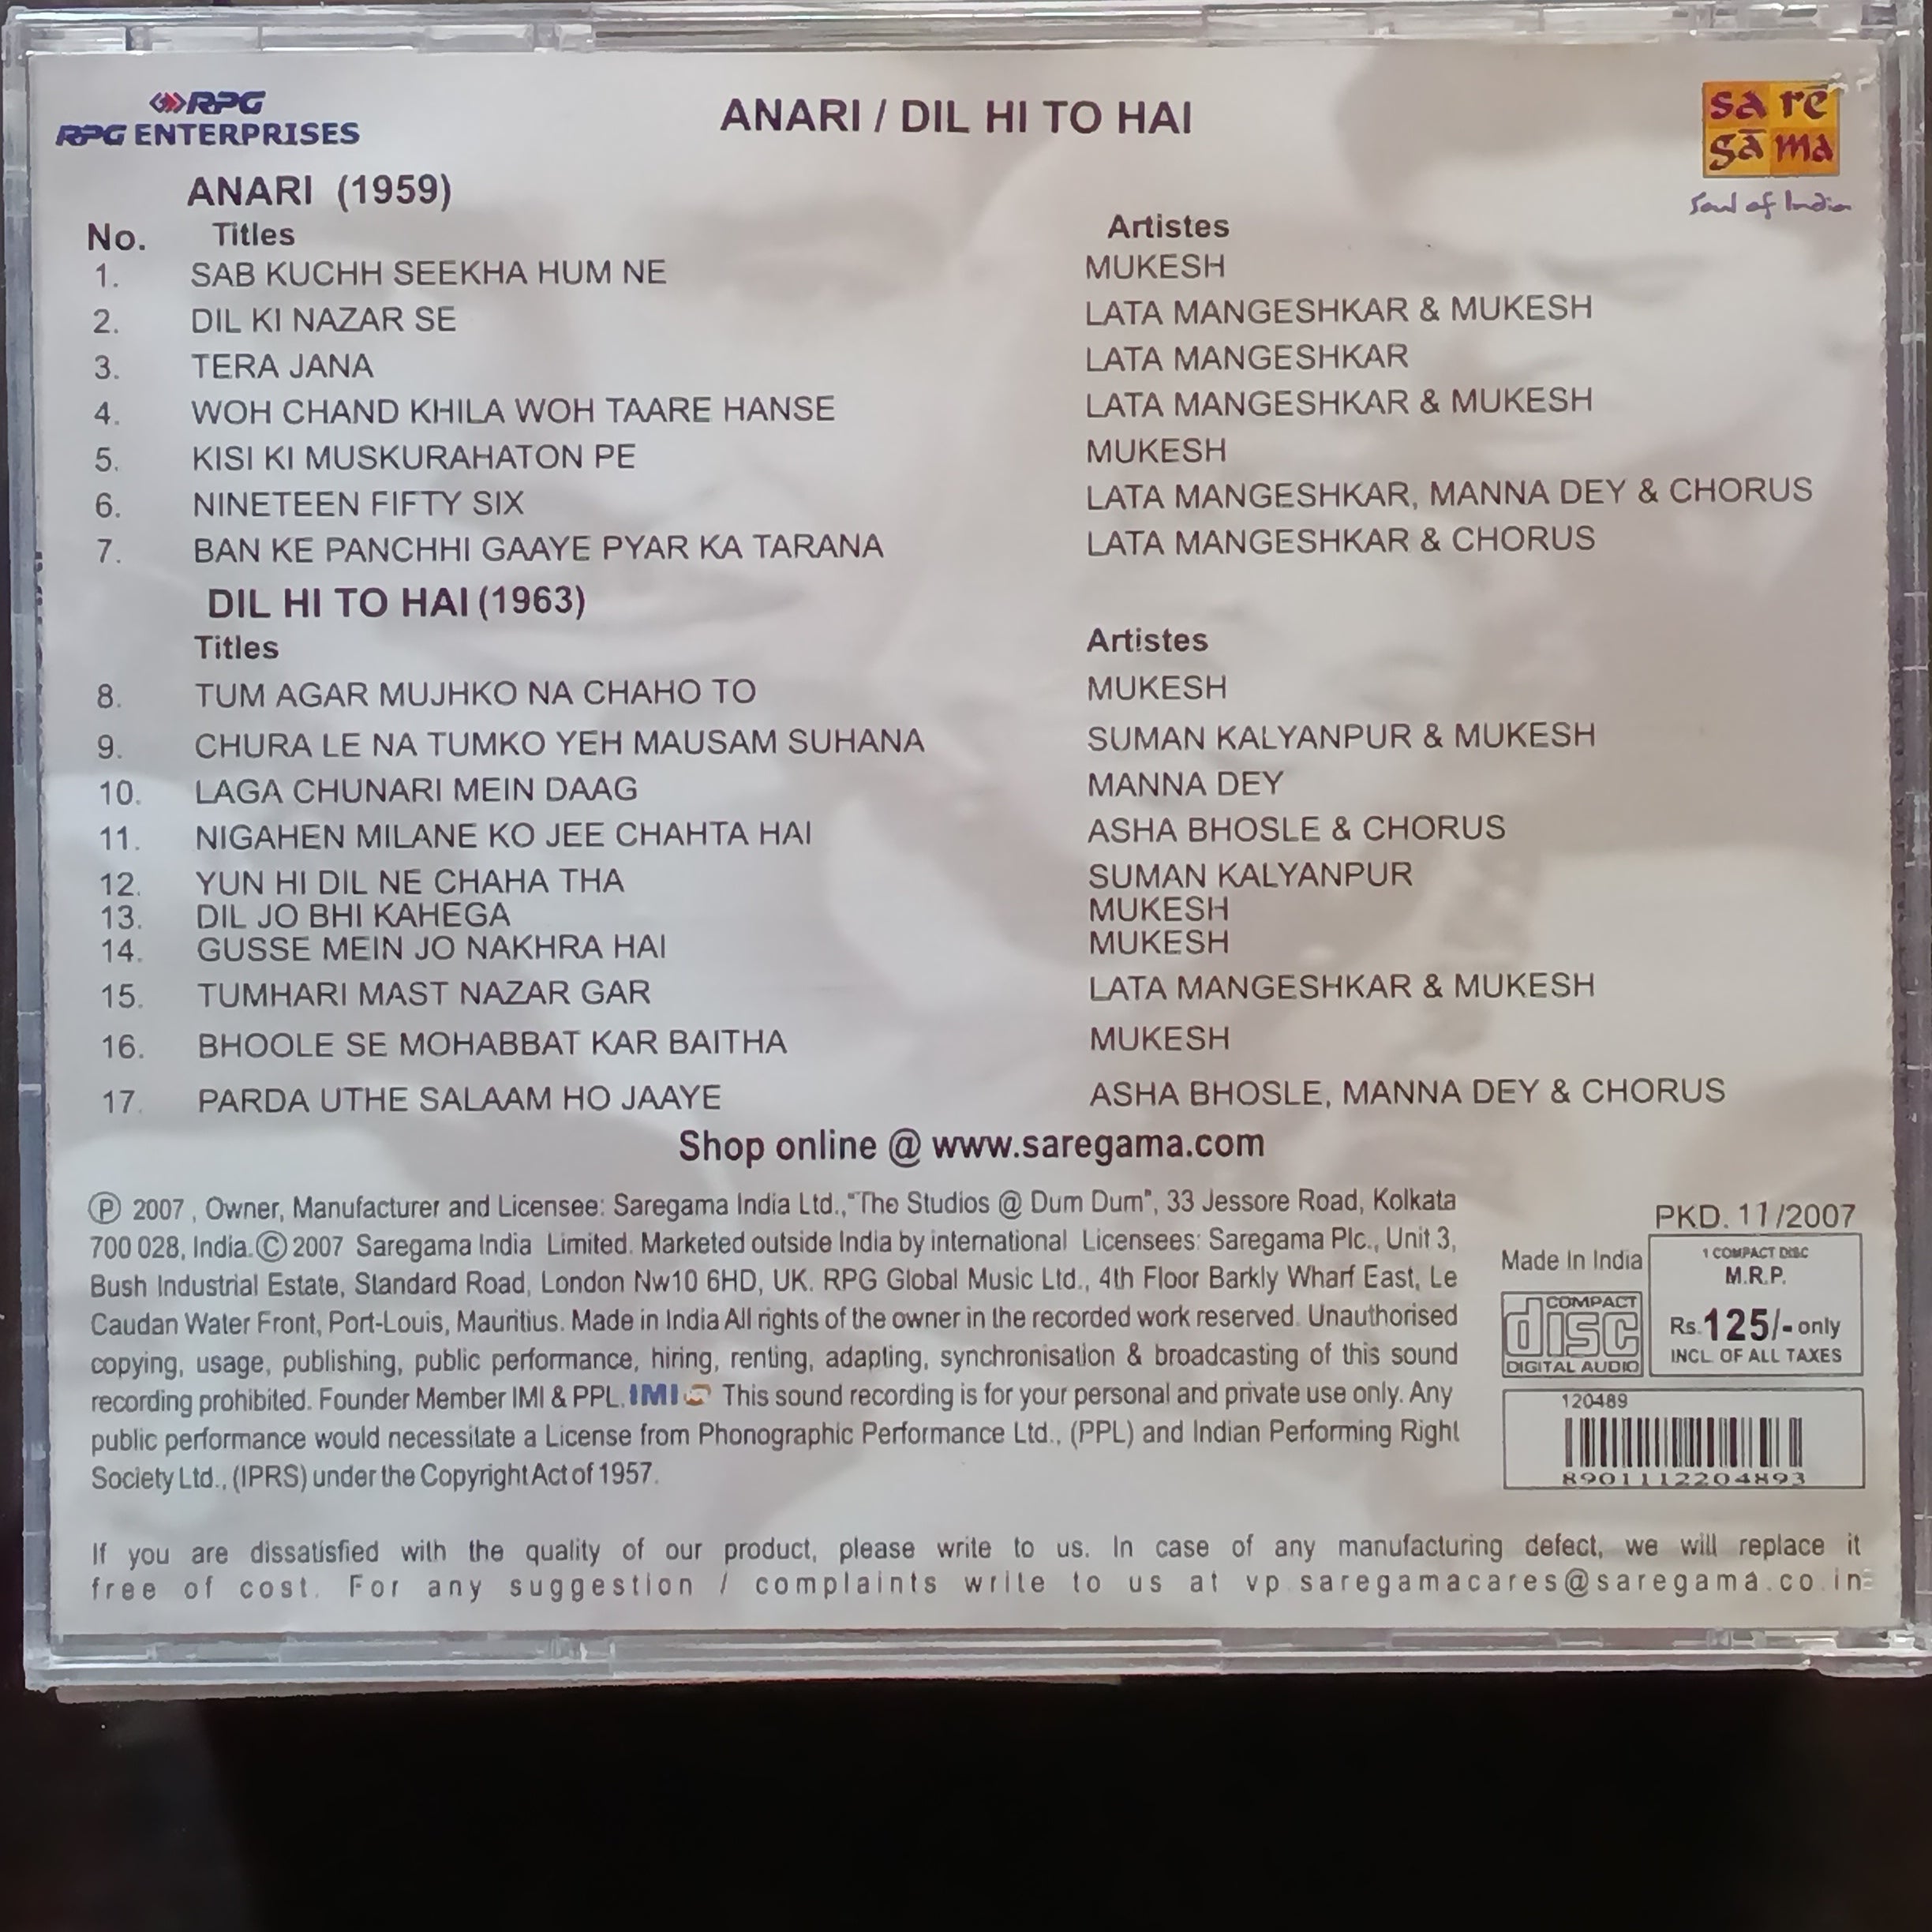 RPG
RPG ENTERPRISES
ANARI / DIL HI TO HAI
sa rē
gā ma
Soul of India
ANARI (1959)
No. Titles Artistes
1. SAB KUCHH SEEKHA HUM NE MUKESH
2. DIL KI NAZAR SE LATA MANGESHKAR & MUKESH
3. TERA JANA LATA MANGESHKAR
4. WOH CHAND KHILA WOH TAARE HANSE LATA MANGESHKAR & MUKESH
5. KISI KI MUSKURAHATON PE MUKESH
6. NINETEEN FIFTY SIX LATA MANGESHKAR, MANNA DEY & CHORUS
7. BAN KE PANCHHI GAAYE PYAR KA TARANA LATA MANGESHKAR & CHORUS
DIL HI TO HAI (1963)
Titles Artistes
8. TUM AGAR MUJHKO NA CHAHO TO MUKESH
9. CHURA LE NA TUMKO YEH MAUSAM SUHANA SUMAN KALYANPUR & MUKESH
10. LAGA CHUNARI MEIN DAAG MANNA DEY
11. NIGAHEN MILANE KO JEE CHAHTA HAI ASHA BHOSLE & CHORUS
12. YUN HI DIL NE CHAHA THA SUMAN KALYANPUR
13. DIL JO BHI KAHEGA MUKESH
14. GUSSE MEIN JO NAKHRA HAI MUKESH
15. TUMHARI MAST NAZAR GAR LATA MANGESHKAR & MUKESH
16. BHOOLE SE MOHABBAT KAR BAITHA MUKESH
17. PARDA UTHE SALAAM HO JAAYE ASHA BHOSLE, MANNA DEY & CHORUS
Shop online @ www.saregama.com
Ⓟ 2007 , Owner, Manufacturer and Licensee: Saregama India Ltd.,"The Studios @ Dum Dum", 33 Jessore Road, Kolkata
700 028, India.© 2007 Saregama India Limited. Marketed outside India by international Licensees: Saregama Plc., Unit 3,
Bush Industrial Estate, Standard Road, London Nw10 6HD, UK. RPG Global Music Ltd., 4th Floor Barkly Wharf East, Le
Caudan Water Front, Port-Louis, Mauritius. Made in India All rights of the owner in the recorded work reserved. Unauthorised
copying, usage, publishing, public performance, hiring, renting, adapting, synchronisation & broadcasting of this sound
recording prohibited. Founder Member IMI & PPL. IMI This sound recording is for your personal and private use only. Any
public performance would necessitate a License from Phonographic Performance Ltd., (PPL) and Indian Performing Right
Society Ltd., (IPRS) under the Copyright Act of 1957.
PKD. 11/2007
Made In India
1 COMPACT DISC
M.R.P.
Rs.125/- only
INCL. OF ALL TAXES
COMPACT
disc
DIGITAL AUDIO
120489
8901112204893
If you are dissatisfied with the quality of our product, please write to us. In case of any manufacturing defect, we will replace it
free of cost. For any suggestion / complaints write to us at vp.saregamacares@saregama.co.in